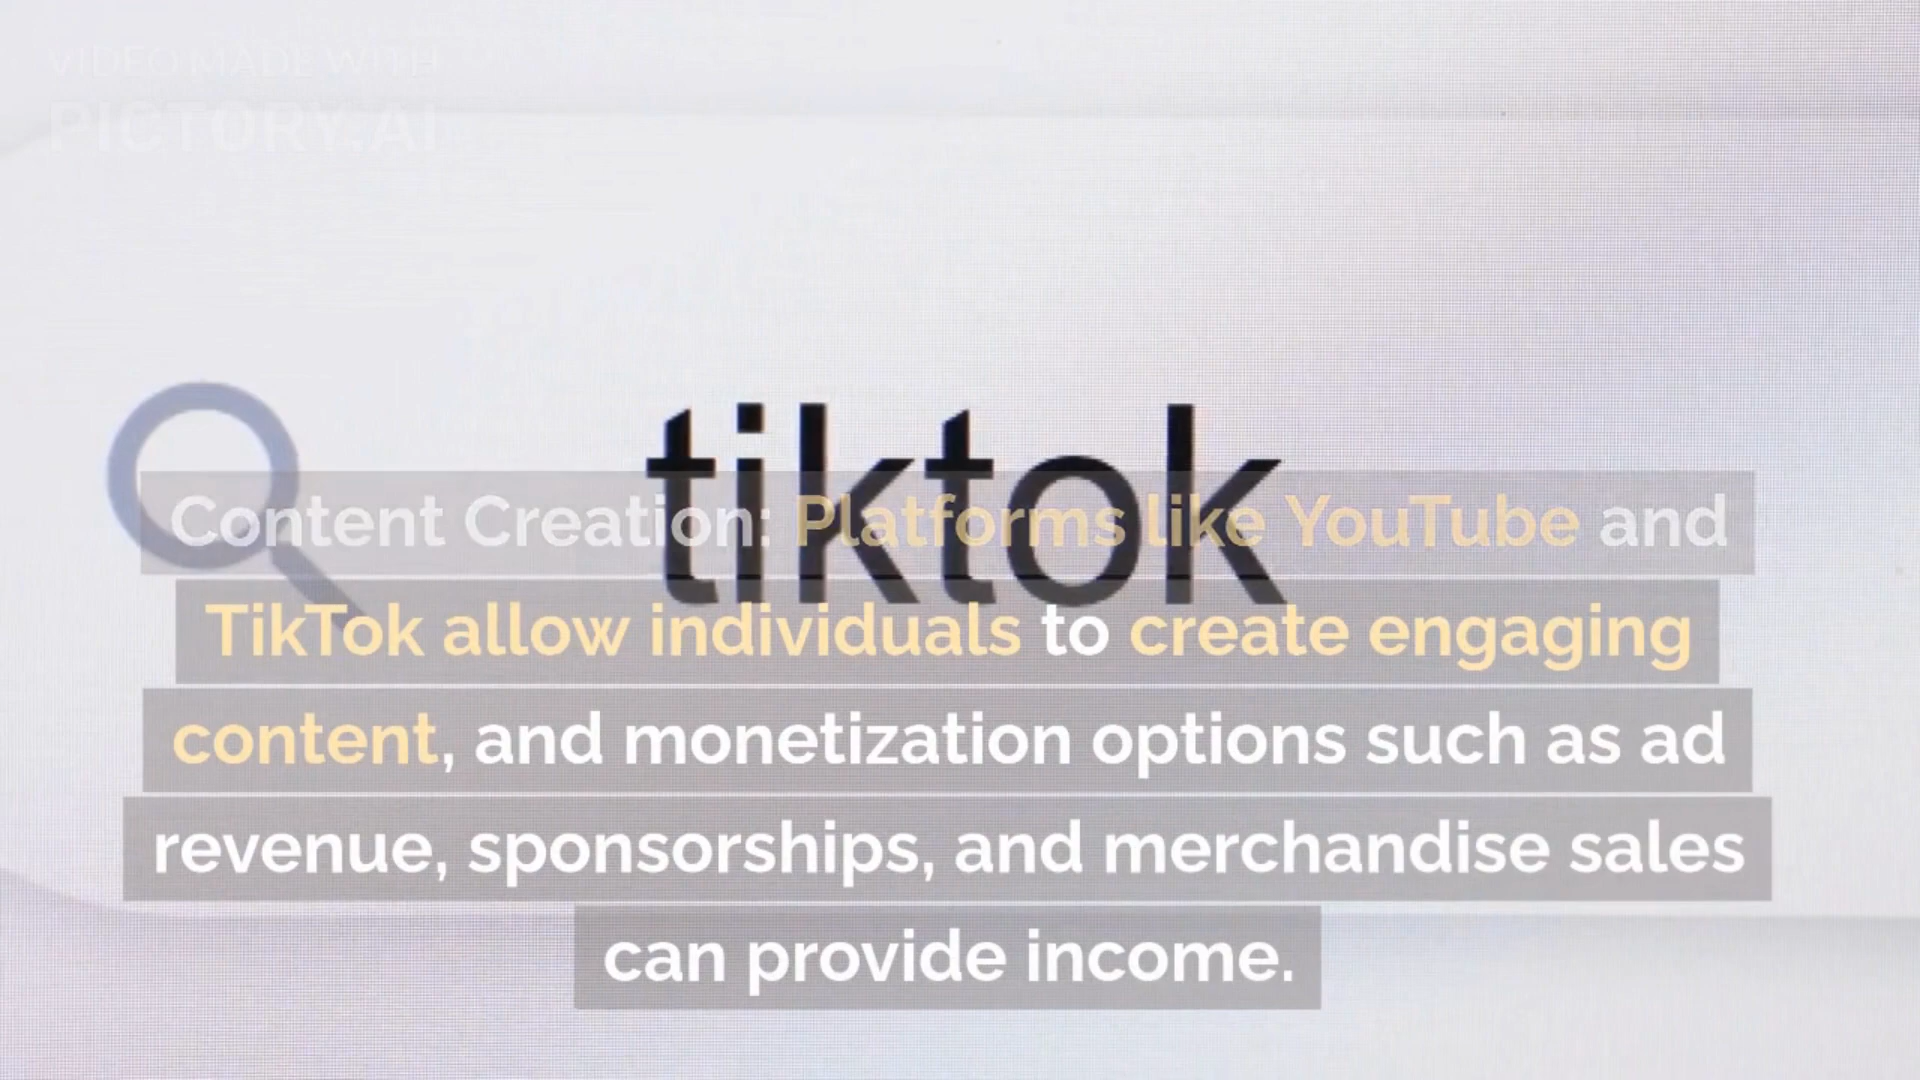 VIDEO MADE WITH
PICTORY.AI
tiktok
Content Creation: Platforms like YouTube and
TikTok allow individuals to create engaging
content, and monetization options such as ad
revenue, sponsorships, and merchandise sales
can provide income.